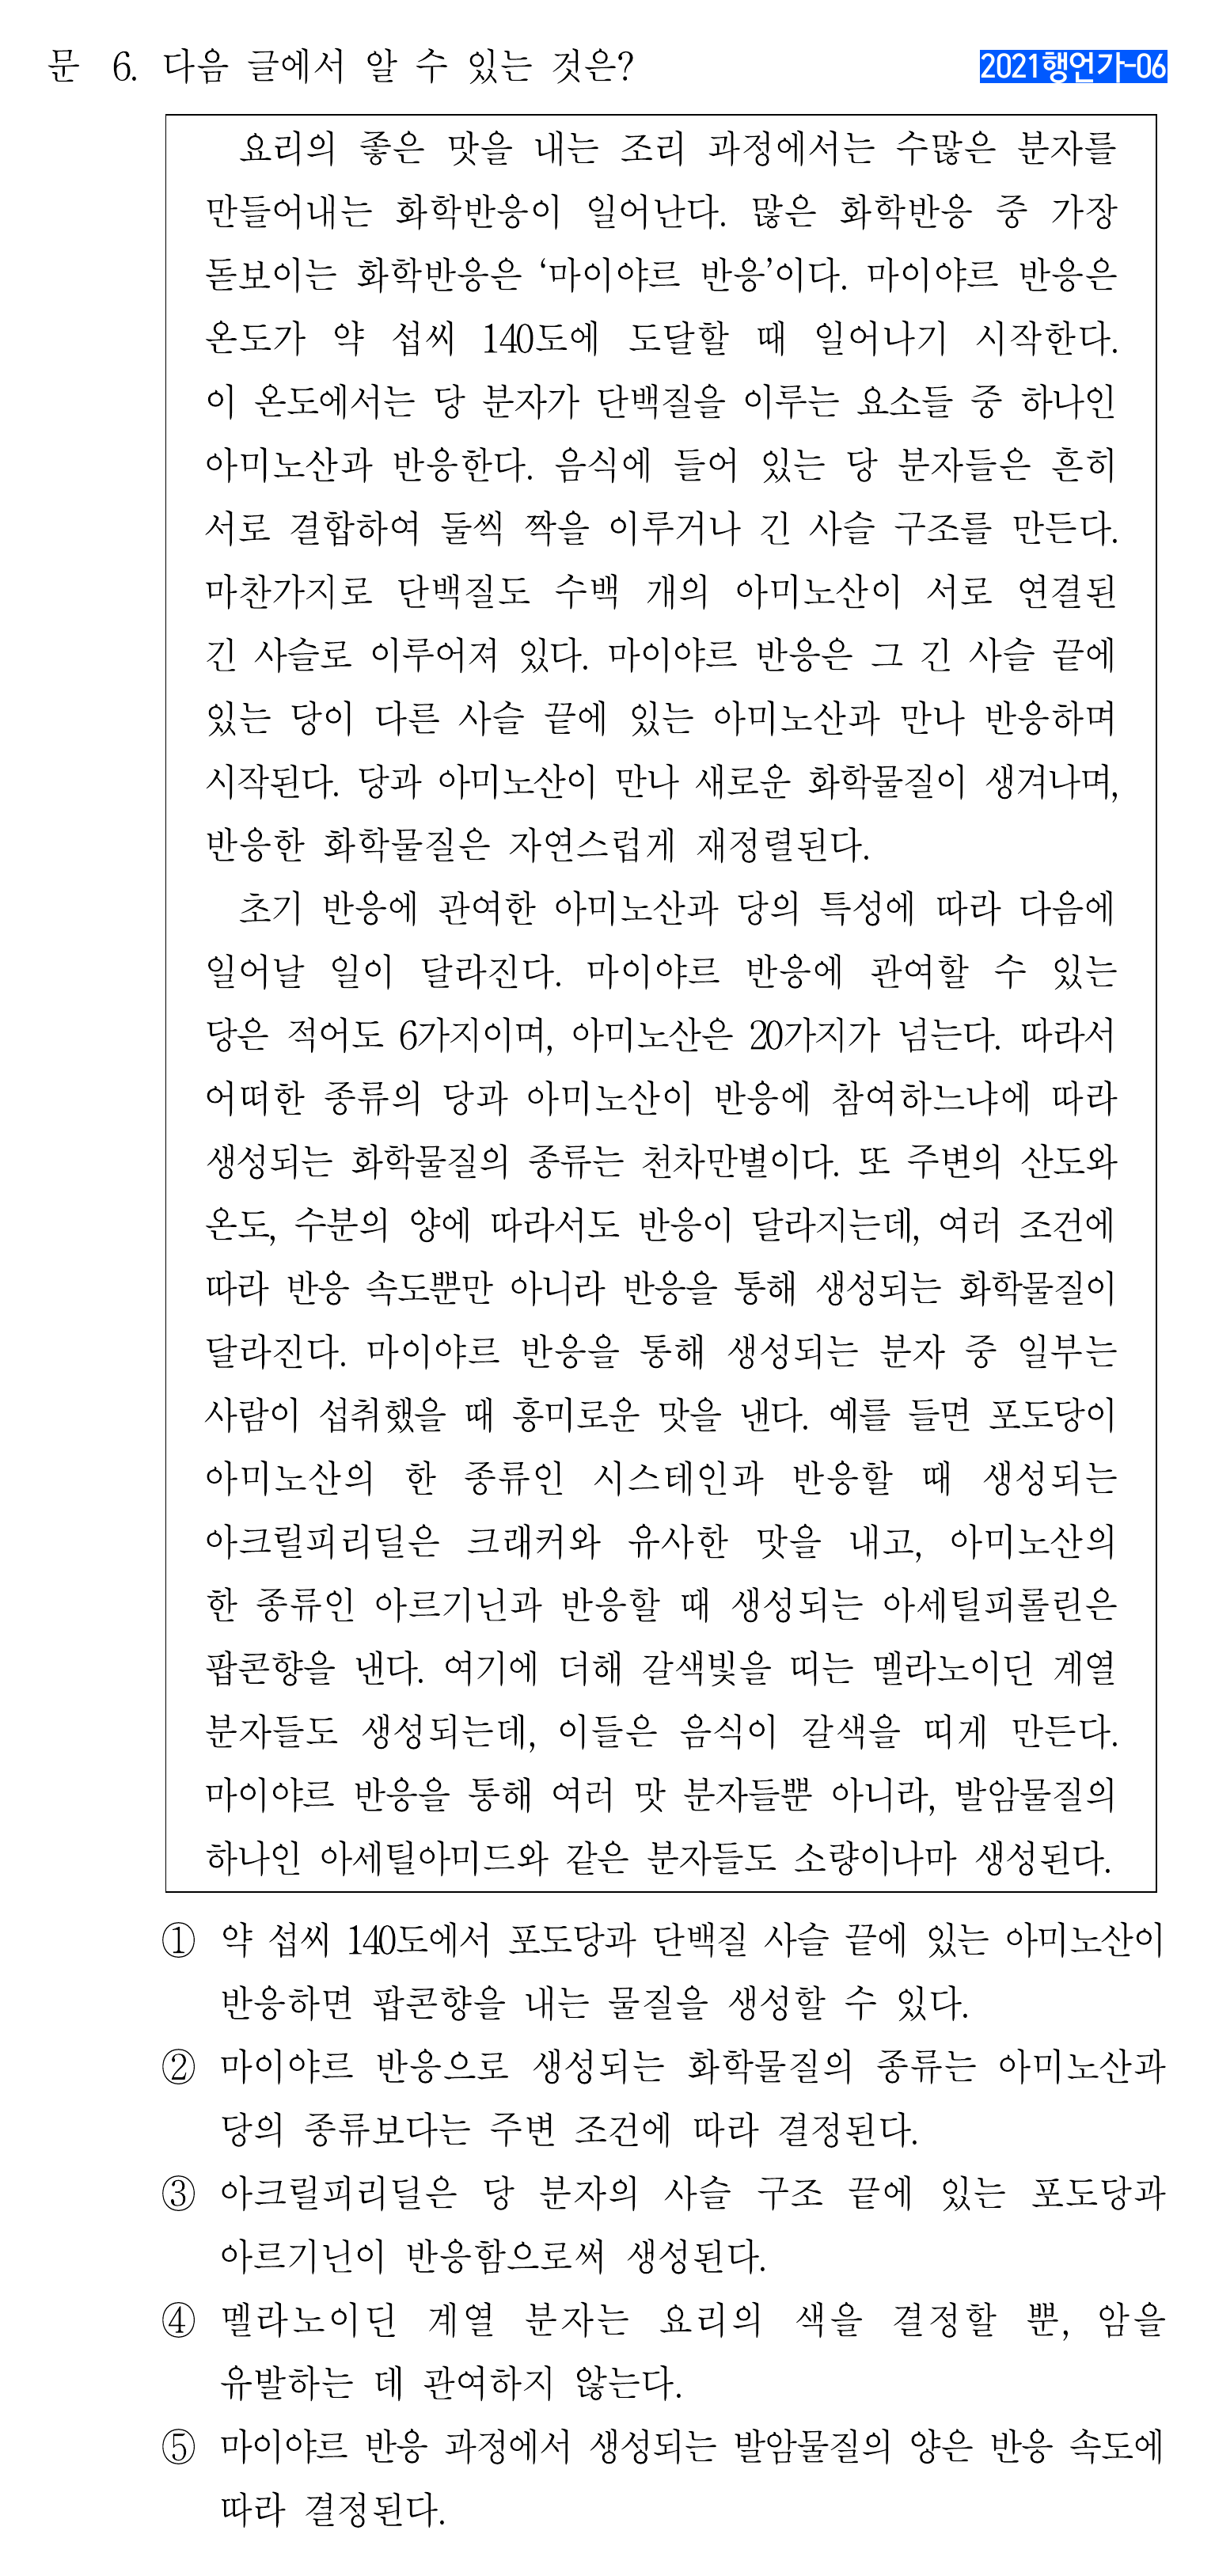 문 6. 다음 글에서 알 수 있는 것은?
2021행언가-06
요리의 좋은 맛을 내는 조리 과정에서는 수많은 분자를
만들어내는 화학반응이 일어난다. 많은 화학반응 중 가장
돋보이는 화학반응은 ‘마이야르 반응’이다. 마이야르 반응은
온도가 약 섭씨 140도에 도달할 때 일어나기 시작한다.
이 온도에서는 당 분자가 단백질을 이루는 요소들 중 하나인
아미노산과 반응한다. 음식에 들어 있는 당 분자들은 흔히
서로 결합하여 둘씩 짝을 이루거나 긴 사슬 구조를 만든다.
마찬가지로 단백질도 수백 개의 아미노산이 서로 연결된
긴 사슬로 이루어져 있다. 마이야르 반응은 그 긴 사슬 끝에
있는 당이 다른 사슬 끝에 있는 아미노산과 만나 반응하며
시작된다. 당과 아미노산이 만나 새로운 화학물질이 생겨나며,
반응한 화학물질은 자연스럽게 재정렬된다.
초기 반응에 관여한 아미노산과 당의 특성에 따라 다음에
일어날 일이 달라진다. 마이야르 반응에 관여할 수 있는
당은 적어도 6가지이며, 아미노산은 20가지가 넘는다. 따라서
어떠한 종류의 당과 아미노산이 반응에 참여하느냐에 따라
생성되는 화학물질의 종류는 천차만별이다. 또 주변의 산도와
온도, 수분의 양에 따라서도 반응이 달라지는데, 여러 조건에
따라 반응 속도뿐만 아니라 반응을 통해 생성되는 화학물질이
달라진다. 마이야르 반응을 통해 생성되는 분자 중 일부는
사람이 섭취했을 때 흥미로운 맛을 낸다. 예를 들면 포도당이
아미노산의 한 종류인 시스테인과 반응할 때 생성되는
아크릴피리딜은 크래커와 유사한 맛을 내고, 아미노산의
한 종류인 아르기닌과 반응할 때 생성되는 아세틸피롤린은
팝콘향을 낸다. 여기에 더해 갈색빛을 띠는 멜라노이딘 계열
분자들도 생성되는데, 이들은 음식이 갈색을 띠게 만든다.
마이야르 반응을 통해 여러 맛 분자들뿐 아니라, 발암물질의
하나인 아세틸아미드와 같은 분자들도 소량이나마 생성된다.
① 약 섭씨 140도에서 포도당과 단백질 사슬 끝에 있는 아미노산이
반응하면 팝콘향을 내는 물질을 생성할 수 있다.
② 마이야르 반응으로 생성되는 화학물질의 종류는 아미노산과
당의 종류보다는 주변 조건에 따라 결정된다.
③ 아크릴피리딜은 당 분자의 사슬 구조 끝에 있는 포도당과
아르기닌이 반응함으로써 생성된다.
④ 멜라노이딘 계열 분자는 요리의 색을 결정할 뿐, 암을
유발하는 데 관여하지 않는다.
⑤ 마이야르 반응 과정에서 생성되는 발암물질의 양은 반응 속도에
따라 결정된다.